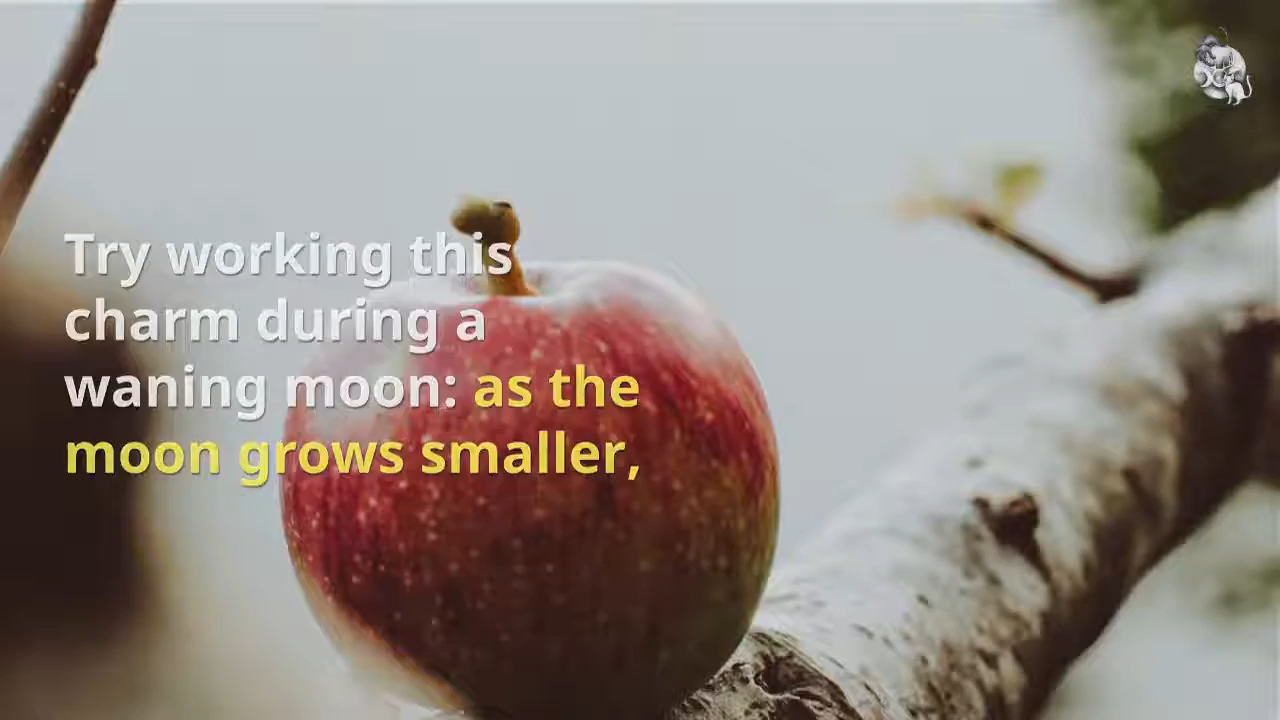 Try working this
charm during a
waning moon: as the
moon grows smaller,